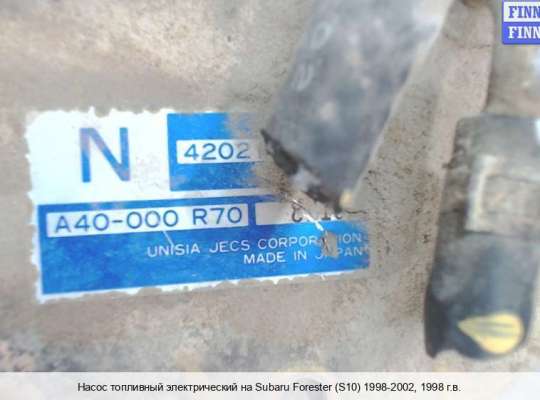 FINN
FINN
N
4202
A40-000 R70
UNISIA JECS CORPORATION
MADE IN JAPAN
Насос топливный электрический на Subaru Forester (S10) 1998-2002, 1998 г.в.